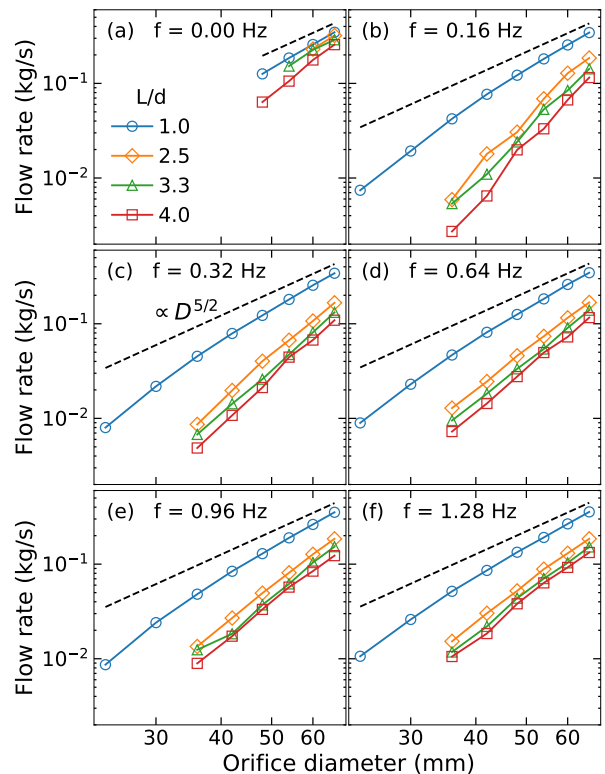 (a) f = 0.00 Hz
(b) f = 0.16 Hz
Flow rate (kg/s)
10⁻¹
10⁻²
L/d
1.0
2.5
3.3
4.0
(c) f = 0.32 Hz
(d) f = 0.64 Hz
Flow rate (kg/s)
10⁻¹
10⁻²
∝ D^{5/2}
(e) f = 0.96 Hz
(f) f = 1.28 Hz
Flow rate (kg/s)
10⁻¹
10⁻²
30 40 50 60 30 40 50 60
Orifice diameter (mm)